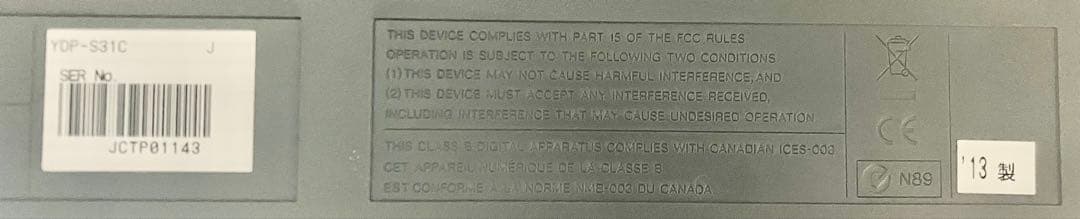 YDP-S31C J
SER No.
JCTP01143
THIS DEVICE COMPLIES WITH PART 15 OF THE FCC RULES
OPERATION IS SUBJECT TO THE FOLLOWING TWO CONDITIONS
(1) THIS DEVICE MAY NOT CAUSE HARMFUL INTERFERENCE, AND
(2) THIS DEVICE MUST ACCEPT ANY INTERFERENCE RECEIVED,
INCLUDING INTERFERENCE THAT MAY CAUSE UNDESIRED OPERATION
THIS CLASS B DIGITAL APPARATUS COMPLIES WITH CANADIAN ICES-003
CET APPAREIL NUMÉRIQUE DE LA CLASSE B
EST CONFORME À LA NORME NMB-003 DU CANADA
CE
N89
'13 製